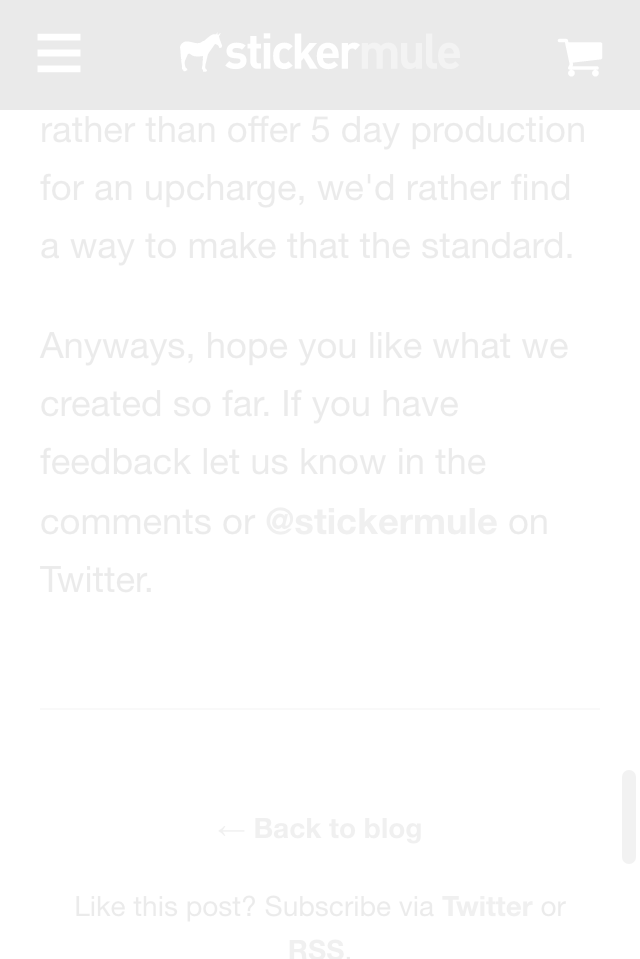 stickermule
rather than offer 5 day production
for an upcharge, we'd rather find
a way to make that the standard.
Anyways, hope you like what we
created so far. If you have
feedback let us know in the
comments or @stickermule on
Twitter.
← Back to blog
Like this post? Subscribe via Twitter or
RSS.